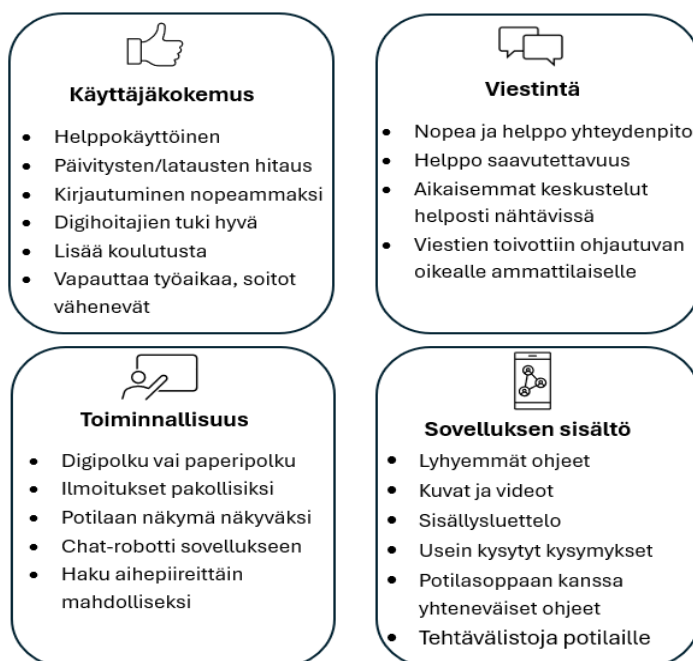 Käyttäjäkokemus
• Helppokäyttöinen
• Päivitysten/latausten hitaus
• Kirjautuminen nopeammaksi
• Digihoitajien tuki hyvä
• Lisää koulutusta
• Vapauttaa työaikaa, soitot
vähenevät
Viestintä
• Nopea ja helppo yhteydenpito
• Helppo saavutettavuus
• Aikaisemmat keskustelut
helposti nähtävissä
• Viestien toivottiin ohjautuvan
oikealle ammattilaiselle
Toiminnallisuus
• Digipolku vai paperipolku
• Ilmoitukset pakollisiksi
• Potilaan näkymä näkyväksi
• Chat-robotti sovellukseen
• Haku aihepiireittäin
mahdolliseksi
Sovelluksen sisältö
• Lyhyemmät ohjeet
• Kuvat ja videot
• Sisällysluettelo
• Usein kysytyt kysymykset
• Potilasoppaan kanssa
yhteneväiset ohjeet
• Tehtävälistoja potilaille